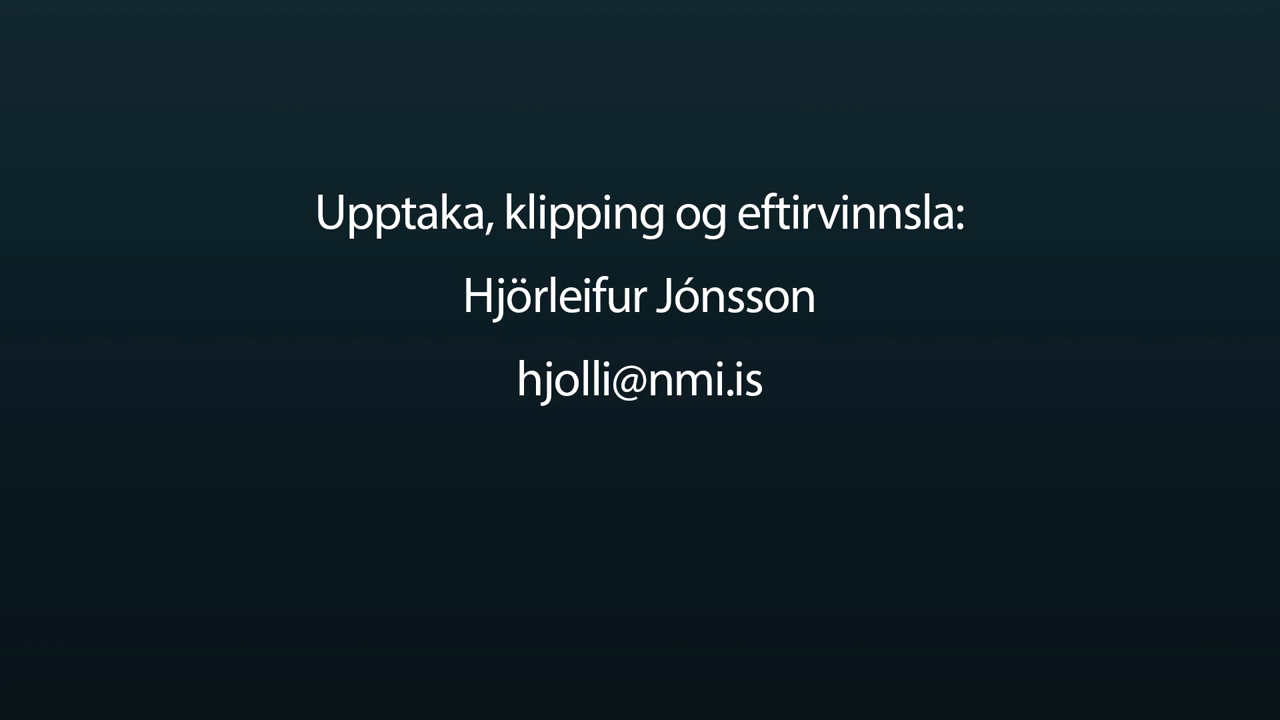 Upptaka, klipping og eftirvinnsla:
Hjörleifur Jónsson
hjolli@nmi.is